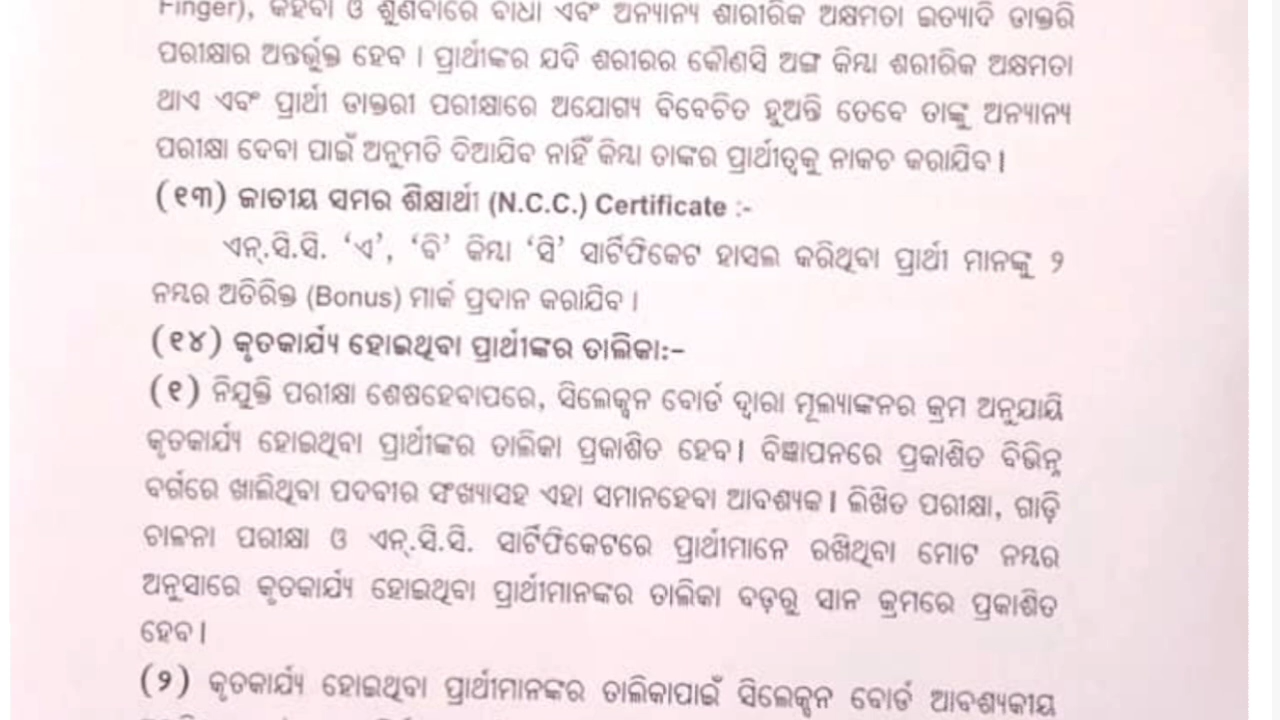 Finger), କହିବା ଓ ଶୁଣିବାରେ ବାଧା ଏବଂ ଅନ୍ୟାନ୍ୟ ଶାରୀରିକ ଅକ୍ଷମତା ଇତ୍ୟାଦି ଡାକ୍ତରି
ପରୀକ୍ଷାର ଅନ୍ତର୍ଭୁକ୍ତ ହେବ । ପ୍ରାର୍ଥୀଙ୍କର ଯଦି ଶରୀରର କୌଣସି ଅଙ୍ଗ କିମ୍ବା ଶରୀରିକ ଅକ୍ଷମତା
ଥାଏ ଏବଂ ପ୍ରାର୍ଥୀ ଡାକ୍ତରୀ ପରୀକ୍ଷାରେ ଅଯୋଗ୍ୟ ବିବେଚିତ ହୁଅନ୍ତି ତେବେ ତାଙ୍କୁ ଅନ୍ୟାନ୍ୟ
ପରୀକ୍ଷା ଦେବା ପାଇଁ ଅନୁମତି ଦିଆଯିବ ନାହିଁ କିମ୍ବା ତାଙ୍କର ପ୍ରାର୍ଥୀତ୍ୱକୁ ନାକଚ କରାଯିବ ।
(୧୩) ଜାତୀୟ ସମର ଶିକ୍ଷାର୍ଥୀ (N.C.C.) Certificate :-
ଏନ୍.ସି.ସି. ‘ଏ’, ‘ବି’ କିମ୍ବା ‘ସି’ ସାର୍ଟିଫିକେଟ ହାସଲ କରିଥିବା ପ୍ରାର୍ଥୀ ମାନଙ୍କୁ ୨
ନମ୍ବର ଅତିରିକ୍ତ (Bonus) ମାର୍କ ପ୍ରଦାନ କରାଯିବ ।
(୧୪) କୃତକାର୍ଯ୍ୟ ହୋଇଥିବା ପ୍ରାର୍ଥୀଙ୍କର ତାଲିକା:–
(୧) ନିଯୁକ୍ତି ପରୀକ୍ଷା ଶେଷହେବାପରେ, ସିଲେକ୍ସନ ବୋର୍ଡ ଦ୍ୱାରା ମୂଲ୍ୟାଙ୍କନର କ୍ରମ ଅନୁଯାୟି
କୃତକାର୍ଯ୍ୟ ହୋଇଥିବା ପ୍ରାର୍ଥୀଙ୍କର ତାଲିକା ପ୍ରକାଶିତ ହେବ। ବିଜ୍ଞାପନରେ ପ୍ରକାଶିତ ବିଭିନ୍ନ
ବର୍ଗରେ ଖାଲିଥିବା ପଦବୀର ସଂଖ୍ୟାସହ ଏହା ସମାନହେବା ଆବଶ୍ୟକ। ଲିଖିତ ପରୀକ୍ଷା, ଗାଡ଼ି
ଚାଳନା ପରୀକ୍ଷା ଓ ଏନ୍.ସି.ସି. ସାର୍ଟିଫିକେଟରେ ପ୍ରାର୍ଥୀମାନେ ରଖିଥିବା ମୋଟ ନମ୍ବର
ଅନୁସାରେ କୃତକାର୍ଯ୍ୟ ହୋଇଥିବା ପ୍ରାର୍ଥୀମାନଙ୍କର ତାଲିକା ବଡ଼ରୁ ସାନ କ୍ରମରେ ପ୍ରକାଶିତ
ହେବ।
(୨) କୃତକାର୍ଯ୍ୟ ହୋଇଥିବା ପ୍ରାର୍ଥୀମାନଙ୍କର ତାଲିକାପାଇଁ ସିଲେକ୍ସନ ବୋର୍ଡ ଆବଶ୍ୟକୀୟ